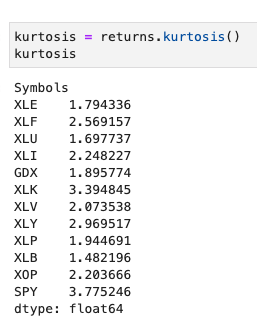 kurtosis = returns.kurtosis()
kurtosis
Symbols
XLE 1.794336
XLF 2.569157
XLU 1.697737
XLI 2.248227
GDX 1.895774
XLK 3.394845
XLV 2.073538
XLY 2.969517
XLP 1.944691
XLB 1.482196
XOP 2.203666
SPY 3.775246
dtype: float64